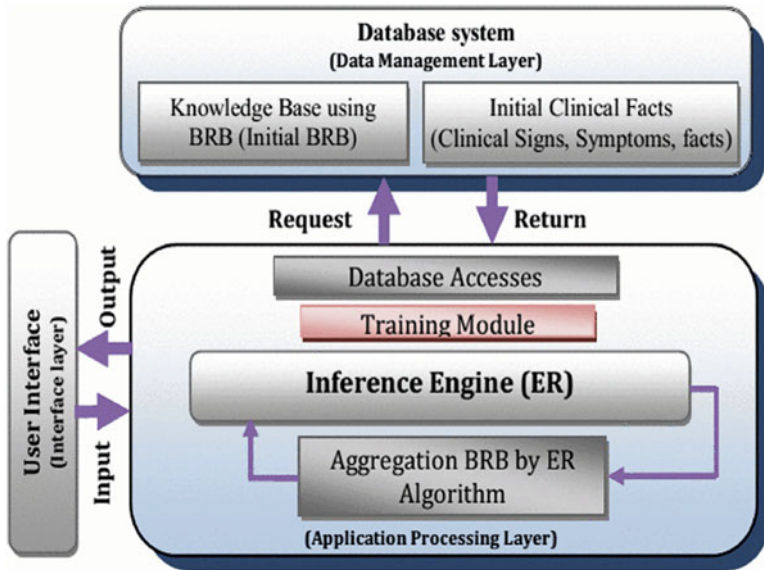 Database system
(Data Management Layer)
Knowledge Base using
BRB (Initial BRB)
Initial Clinical Facts
(Clinical Signs, Symptoms, facts)
Request
Return
User Interface
(Interface layer)
Output
Input
Database Accesses
Training Module
Inference Engine (ER)
Aggregation BRB by ER
Algorithm
(Application Processing Layer)